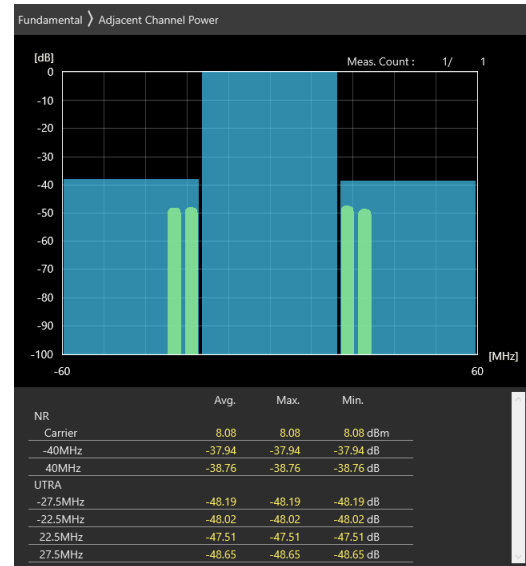 Fundamental 〉 Adjacent Channel Power
[dB]
Meas. Count : 1/ 1
0
-10
-20
-30
-40
-50
-60
-70
-80
-90
-100
[MHz]
-60 60
Avg. Max. Min.
NR
Carrier 8.08 8.08 8.08 dBm
-40MHz -37.94 -37.94 -37.94 dB
40MHz -38.76 -38.76 -38.76 dB
UTRA
-27.5MHz -48.19 -48.19 -48.19 dB
-22.5MHz -48.02 -48.02 -48.02 dB
22.5MHz -47.51 -47.51 -47.51 dB
27.5MHz -48.65 -48.65 -48.65 dB